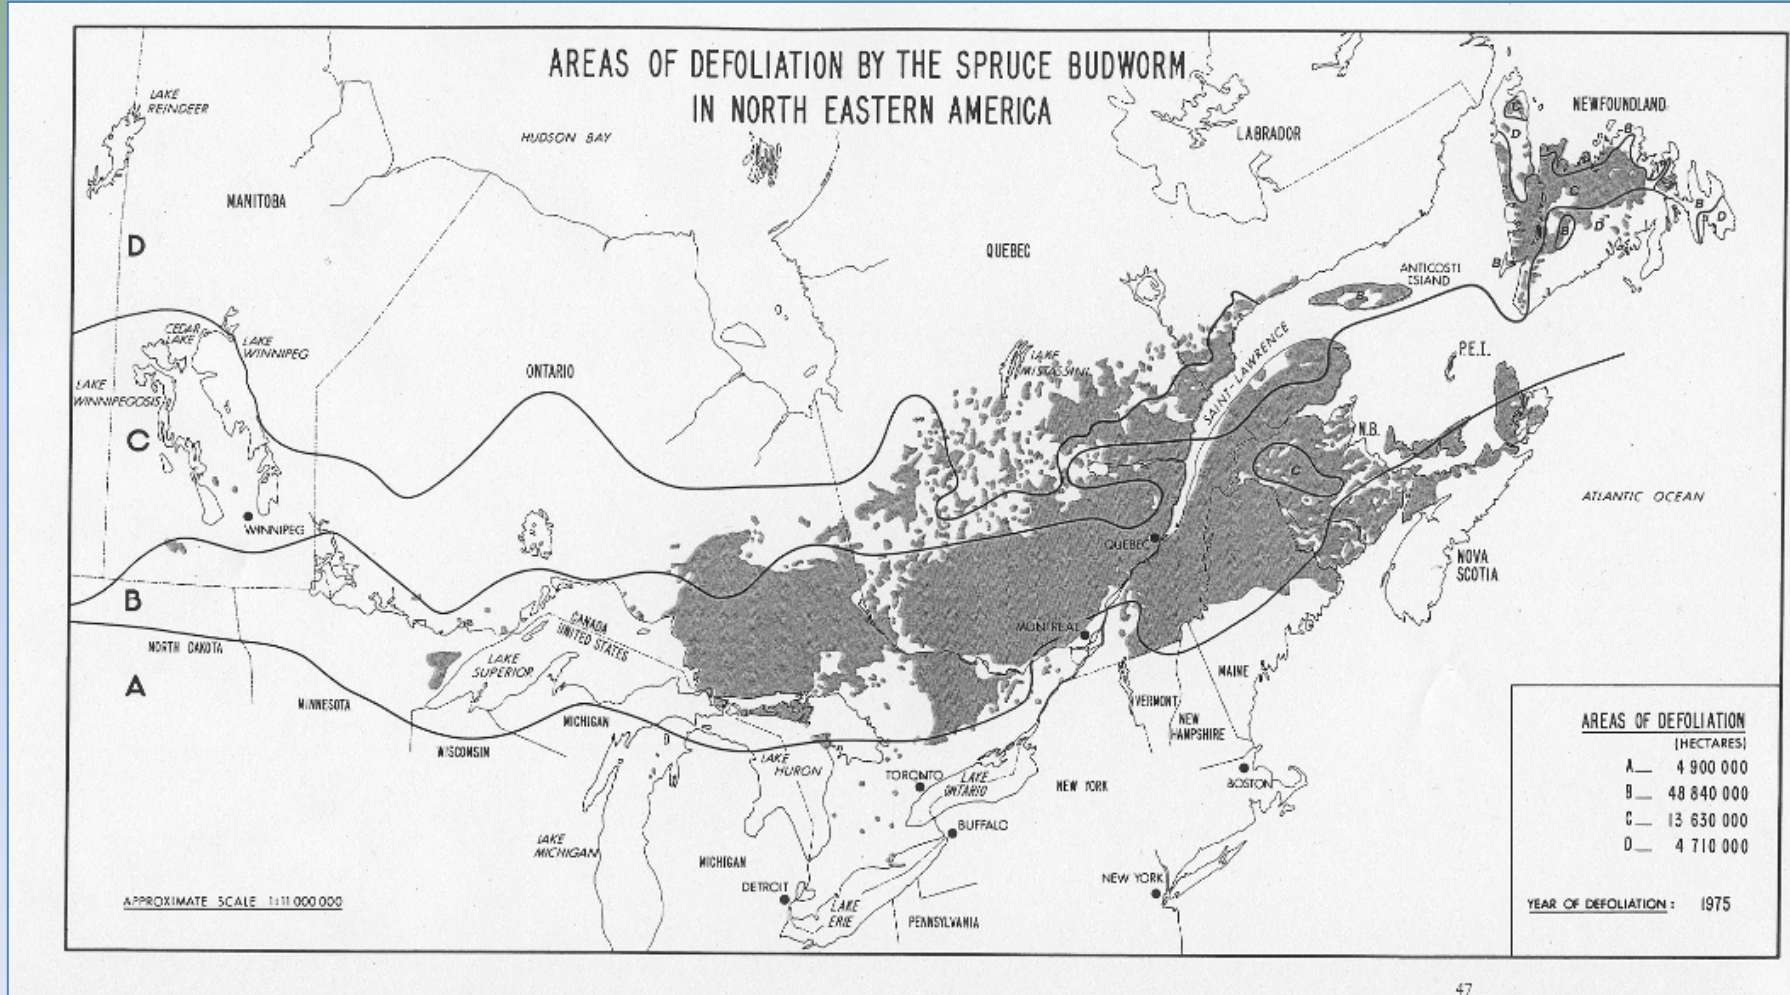 AREAS OF DEFOLIATION BY THE SPRUCE BUDWORM
IN NORTH EASTERN AMERICA
LAKE
REINDEER
HUDSON BAY
LABRADOR
NEWFOUNDLAND
MANITOBA
D
QUEBEC
C
D
B
C
B
D
B
B
D
B
ANTICOSTI
ISLAND
B
CEDAR
LAKE
LAKE
WINNIPEG
LAKE
WINNIPEGOSIS
ONTARIO
LAKE
MISTASSINI
SAINT-LAWRENCE
P.E.I.
N.B.
C
C
WINNIPEG
ATLANTIC OCEAN
QUEBEC
NOVA
SCOTIA
B
CANADA
UNITED STATES
MONTREAL
NORTH DAKOTA
LAKE
SUPERIOR
A
MAINE
MINNESOTA
MICHIGAN
VERMONT
NEW
HAMPSHIRE
WISCONSIN
LAKE
HURON
TORONTO
LAKE
ONTARIO
NEW YORK
BOSTON
BUFFALO
LAKE
MICHIGAN
MICHIGAN
DETROIT
LAKE
ERIE
PENNSYLVANIA
NEW YORK
APPROXIMATE SCALE 1:11 000 000
AREAS OF DEFOLIATION
(HECTARES)
A__ 4 900 000
B__ 48 840 000
C__ 13 630 000
D__ 4 710 000
YEAR OF DEFOLIATION : 1975
47